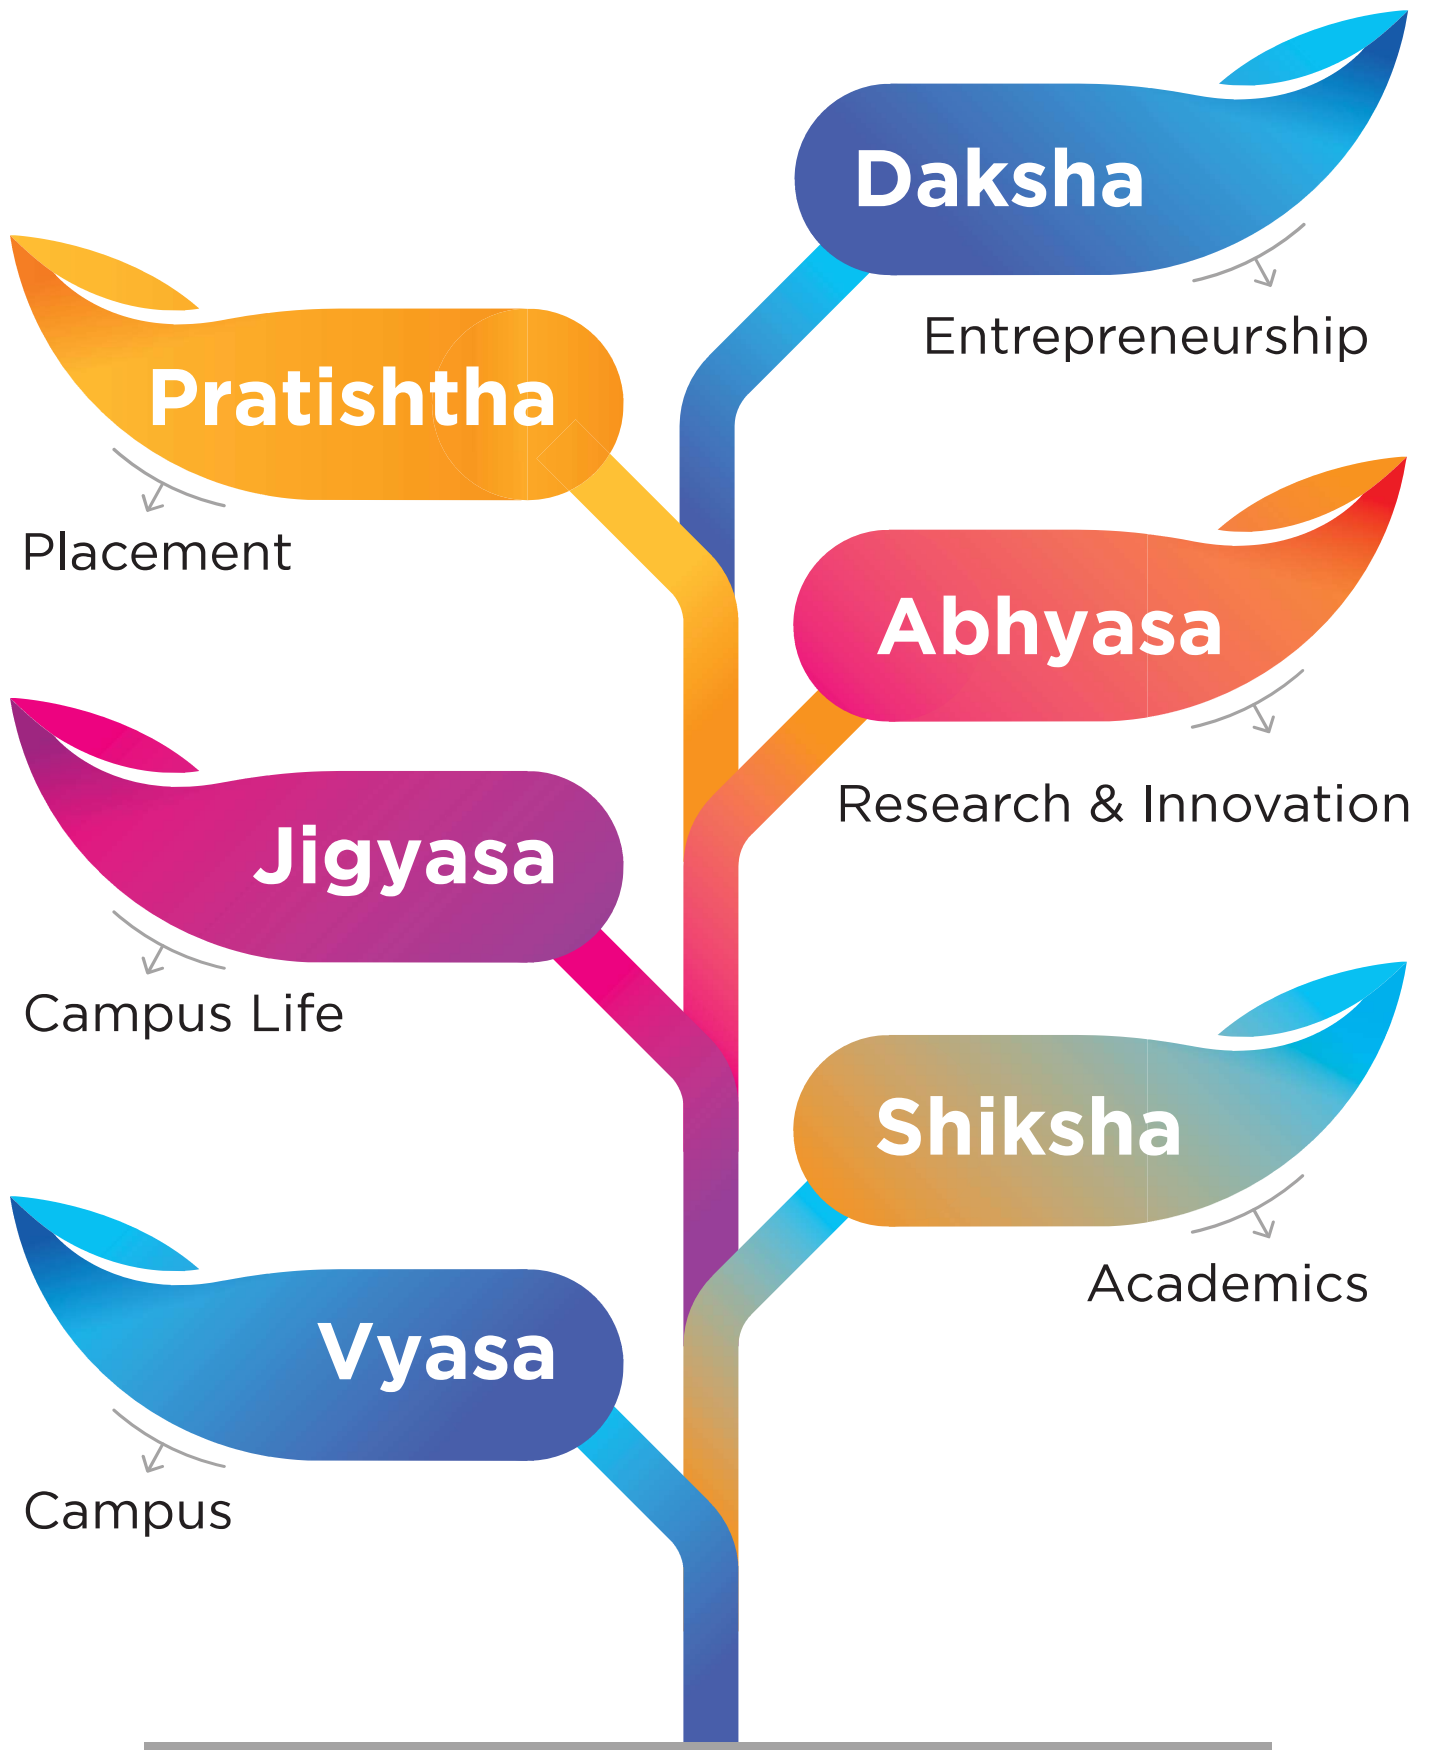 Daksha
Entrepreneurship
Pratishtha
Placement
Abhyasa
Research & Innovation
Jigyasa
Campus Life
Shiksha
Academics
Vyasa
Campus